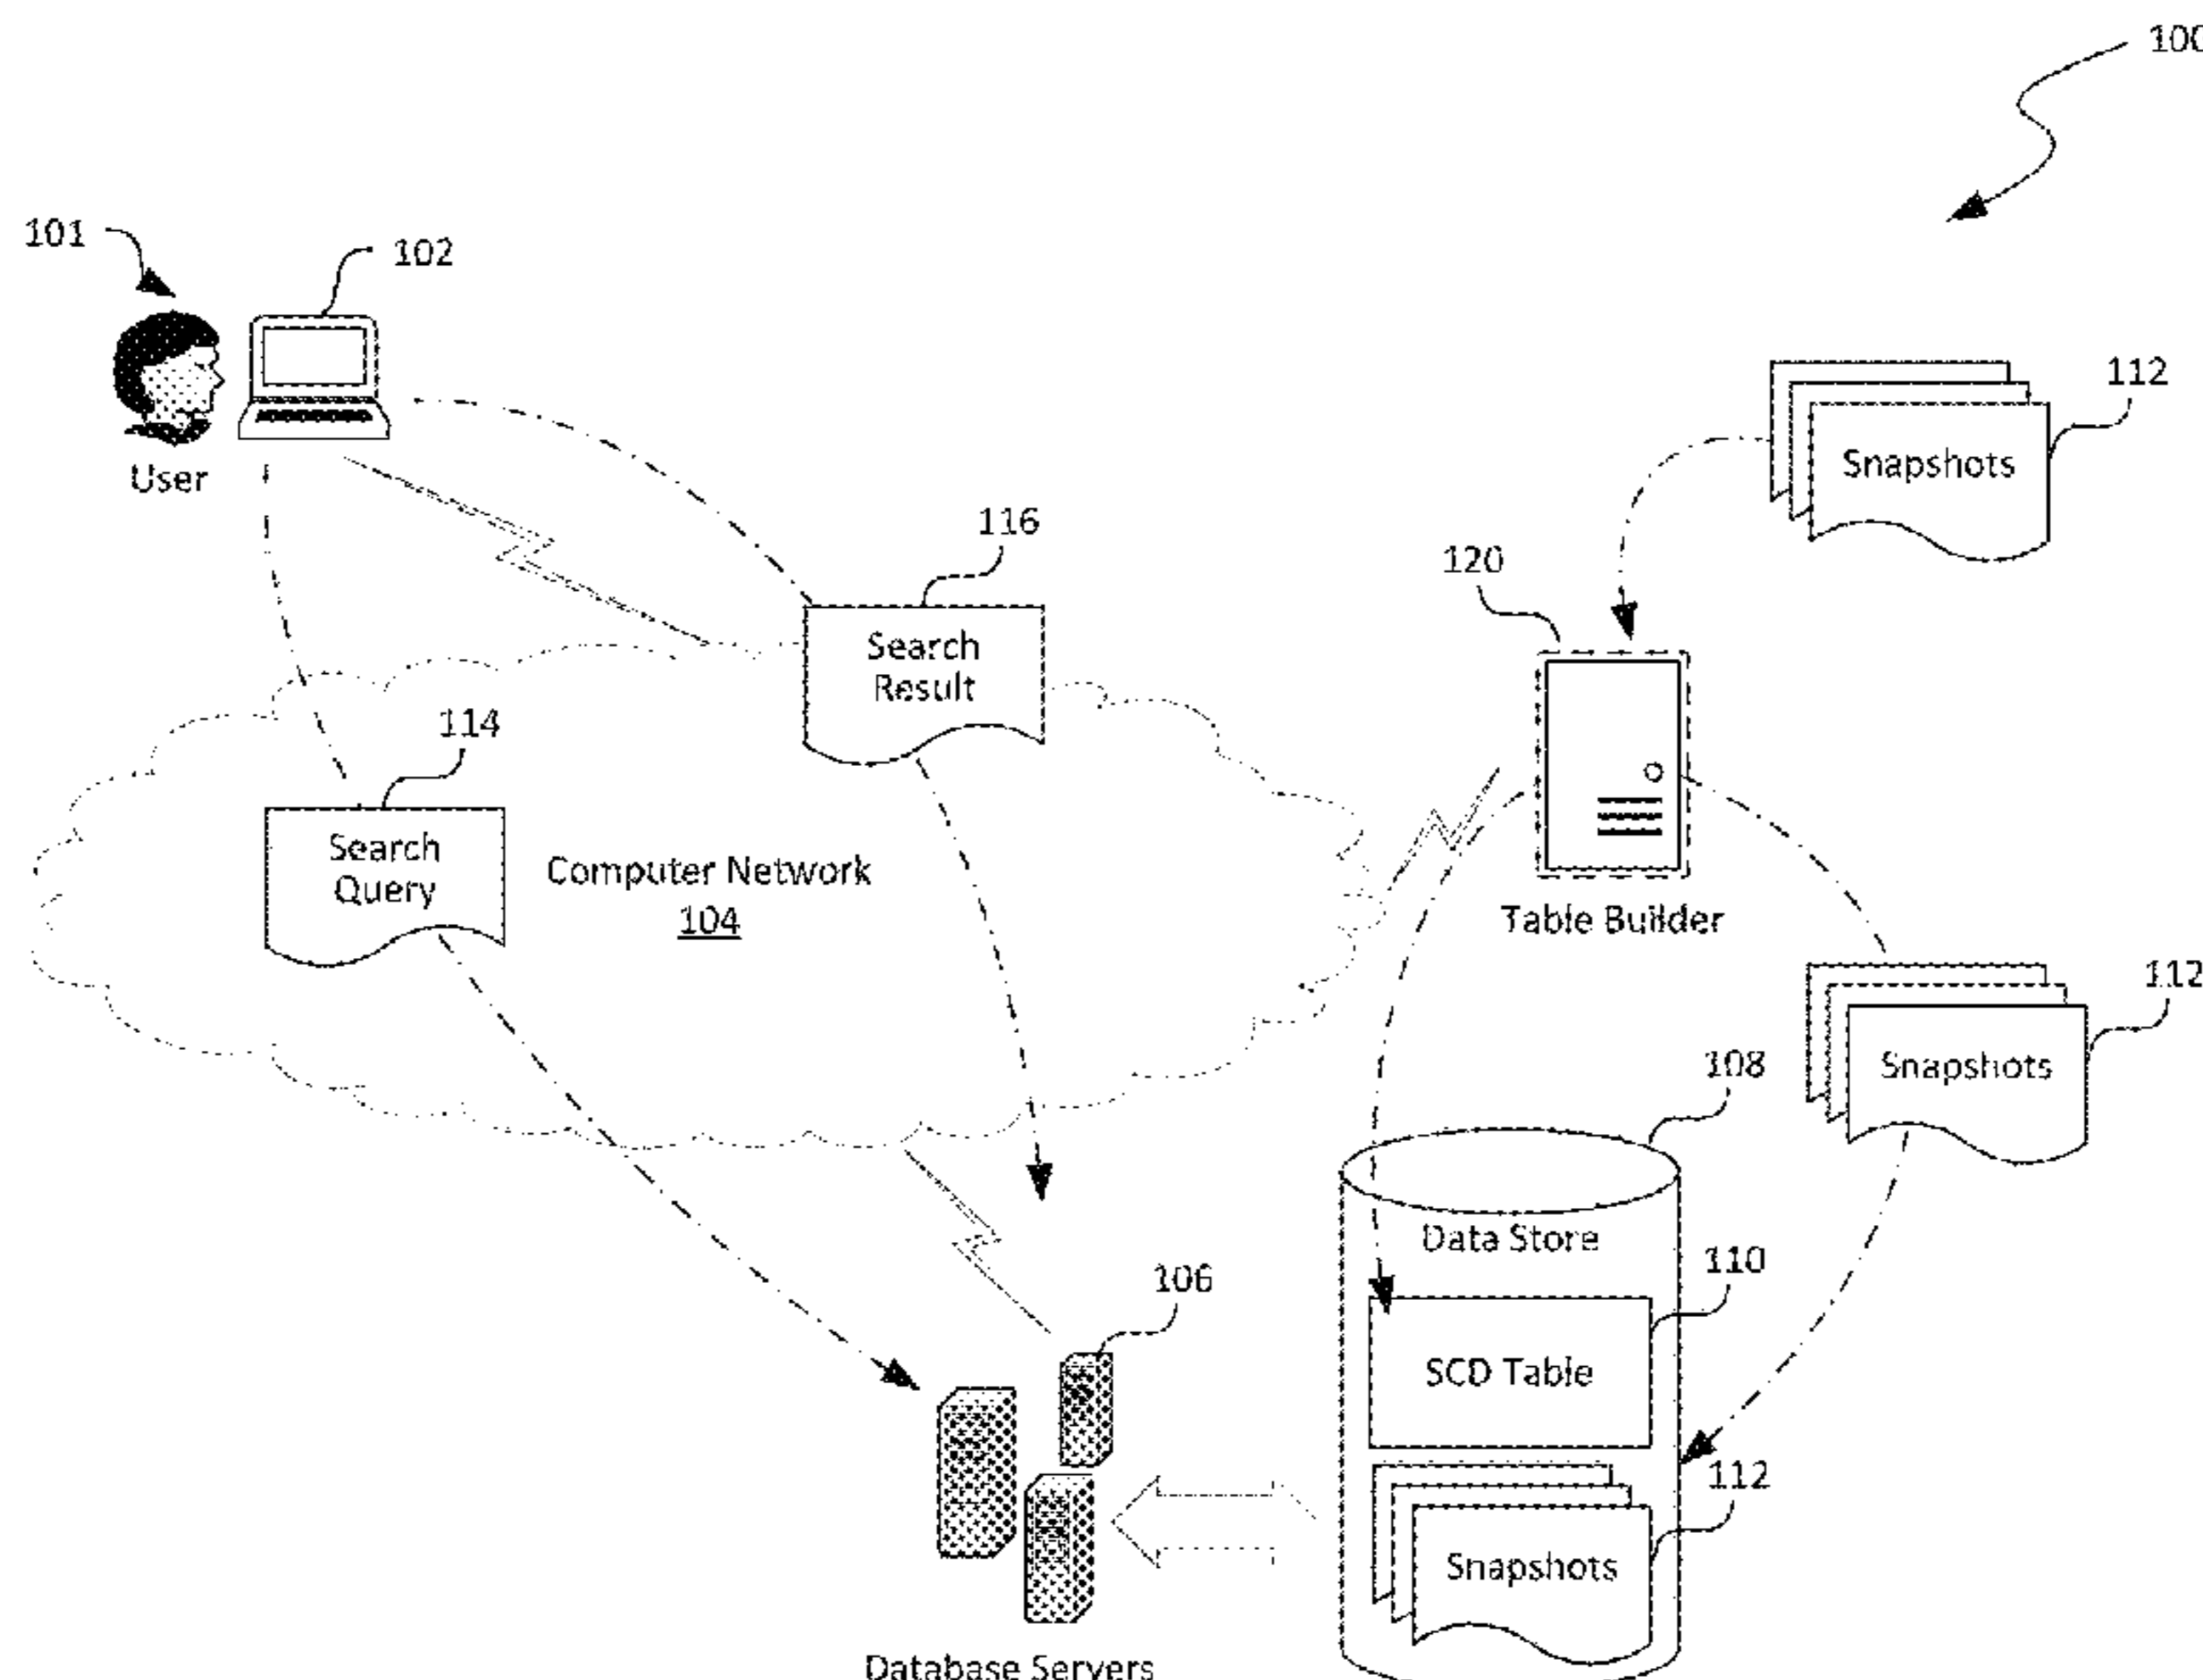 100
101
102
User
112
Snapshots
116
Search
Result
120
114
Search
Query
Computer Network
104
Table Builder
112
Snapshots
108
Data Store
110
SCD Table
106
112
Snapshots
Database Servers